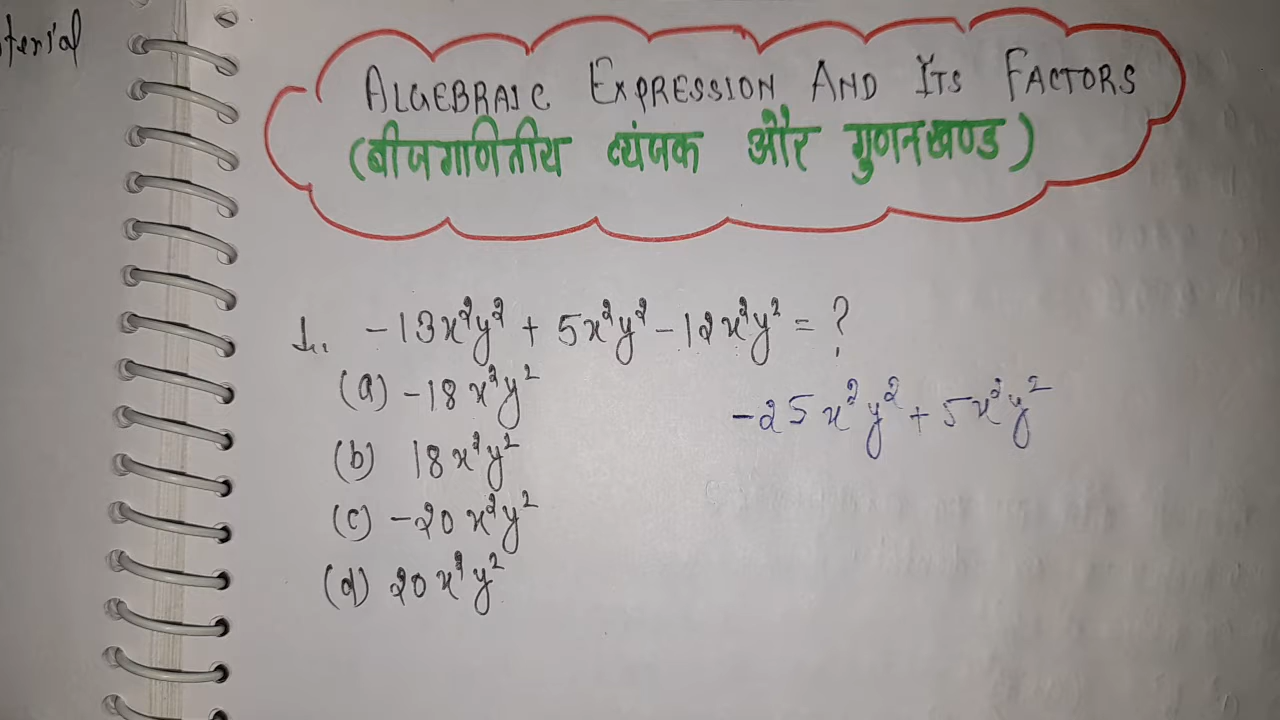 ALGEBRAIC EXPRESSION AND ITS FACTORS
(बीजगणितीय व्यंजक और गुणनखण्ड)
1. -13x²y² + 5x²y² - 12x²y² = ?
(a) -18x²y²
-25x²y² + 5x²y²
(b) 18x²y²
(c) -20x²y²
(d) 20x²y²